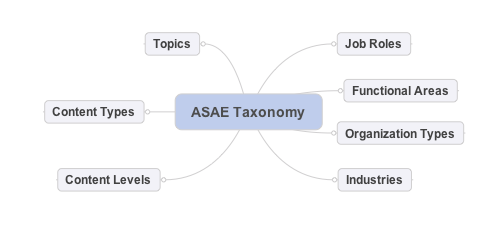 Topics
Job Roles
Functional Areas
Content Types
ASAE Taxonomy
Organization Types
Content Levels
Industries